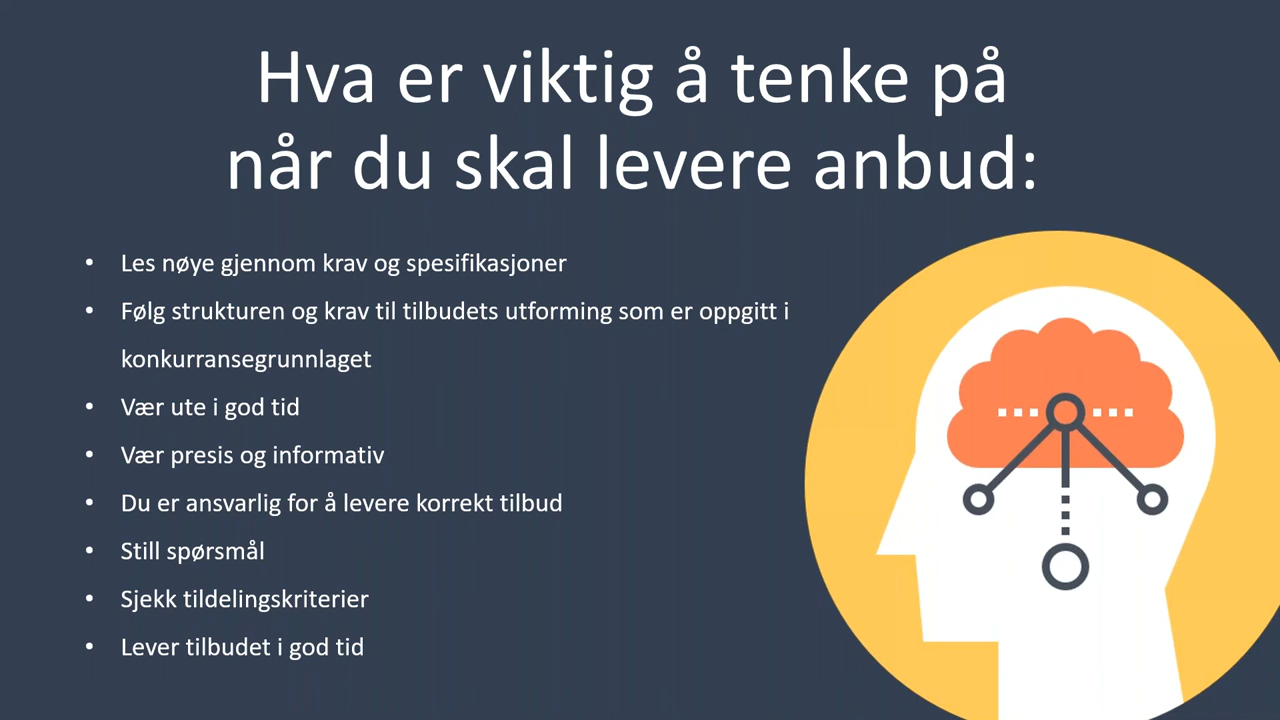 Hva er viktig å tenke på
når du skal levere anbud:
• Les nøye gjennom krav og spesifikasjoner
• Følg strukturen og krav til tilbudets utforming som er oppgitt i
konkurransegrunnlaget
• Vær ute i god tid
• Vær presis og informativ
• Du er ansvarlig for å levere korrekt tilbud
• Still spørsmål
• Sjekk tildelingskriterier
• Lever tilbudet i god tid